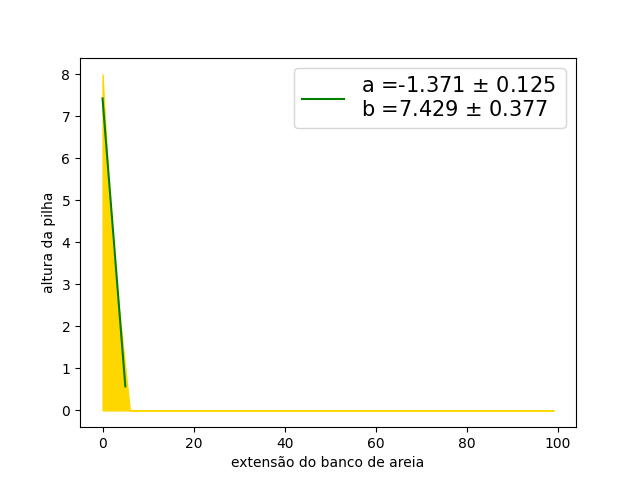 a =-1.371 ± 0.125
b =7.429 ± 0.377
altura da pilha
8
7
6
5
4
3
2
1
0
0 20 40 60 80 100
extensão do banco de areia